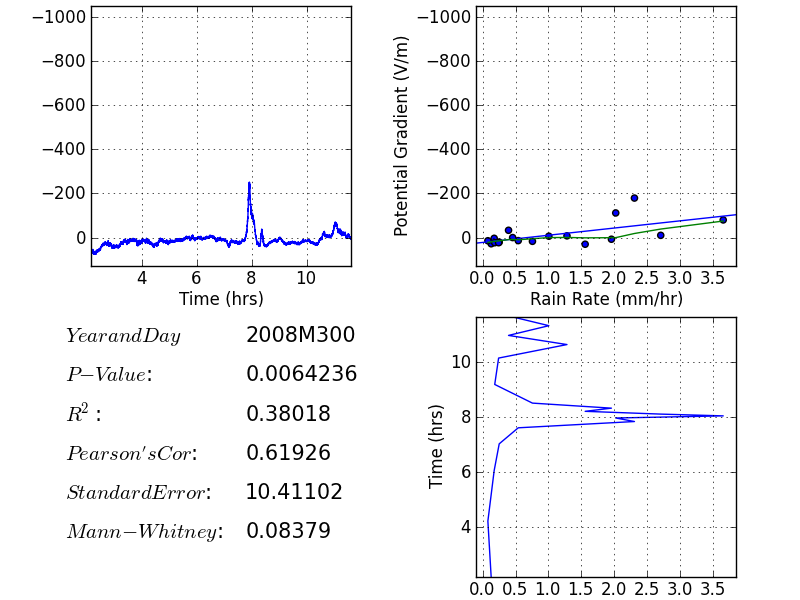 −1000
−800
−600
−400
−200
0
4 6 8 10
Time (hrs)
Potential Gradient (V/m)
−1000
−800
−600
−400
−200
0
0.0 0.5 1.0 1.5 2.0 2.5 3.0 3.5
Rain Rate (mm/hr)
YearandDay 2008M300
P−Value: 0.0064236
R²: 0.38018
Pearson'sCor: 0.61926
StandardError: 10.41102
Mann−Whitney: 0.08379
Time (hrs)
10
8
6
4
0.0 0.5 1.0 1.5 2.0 2.5 3.0 3.5